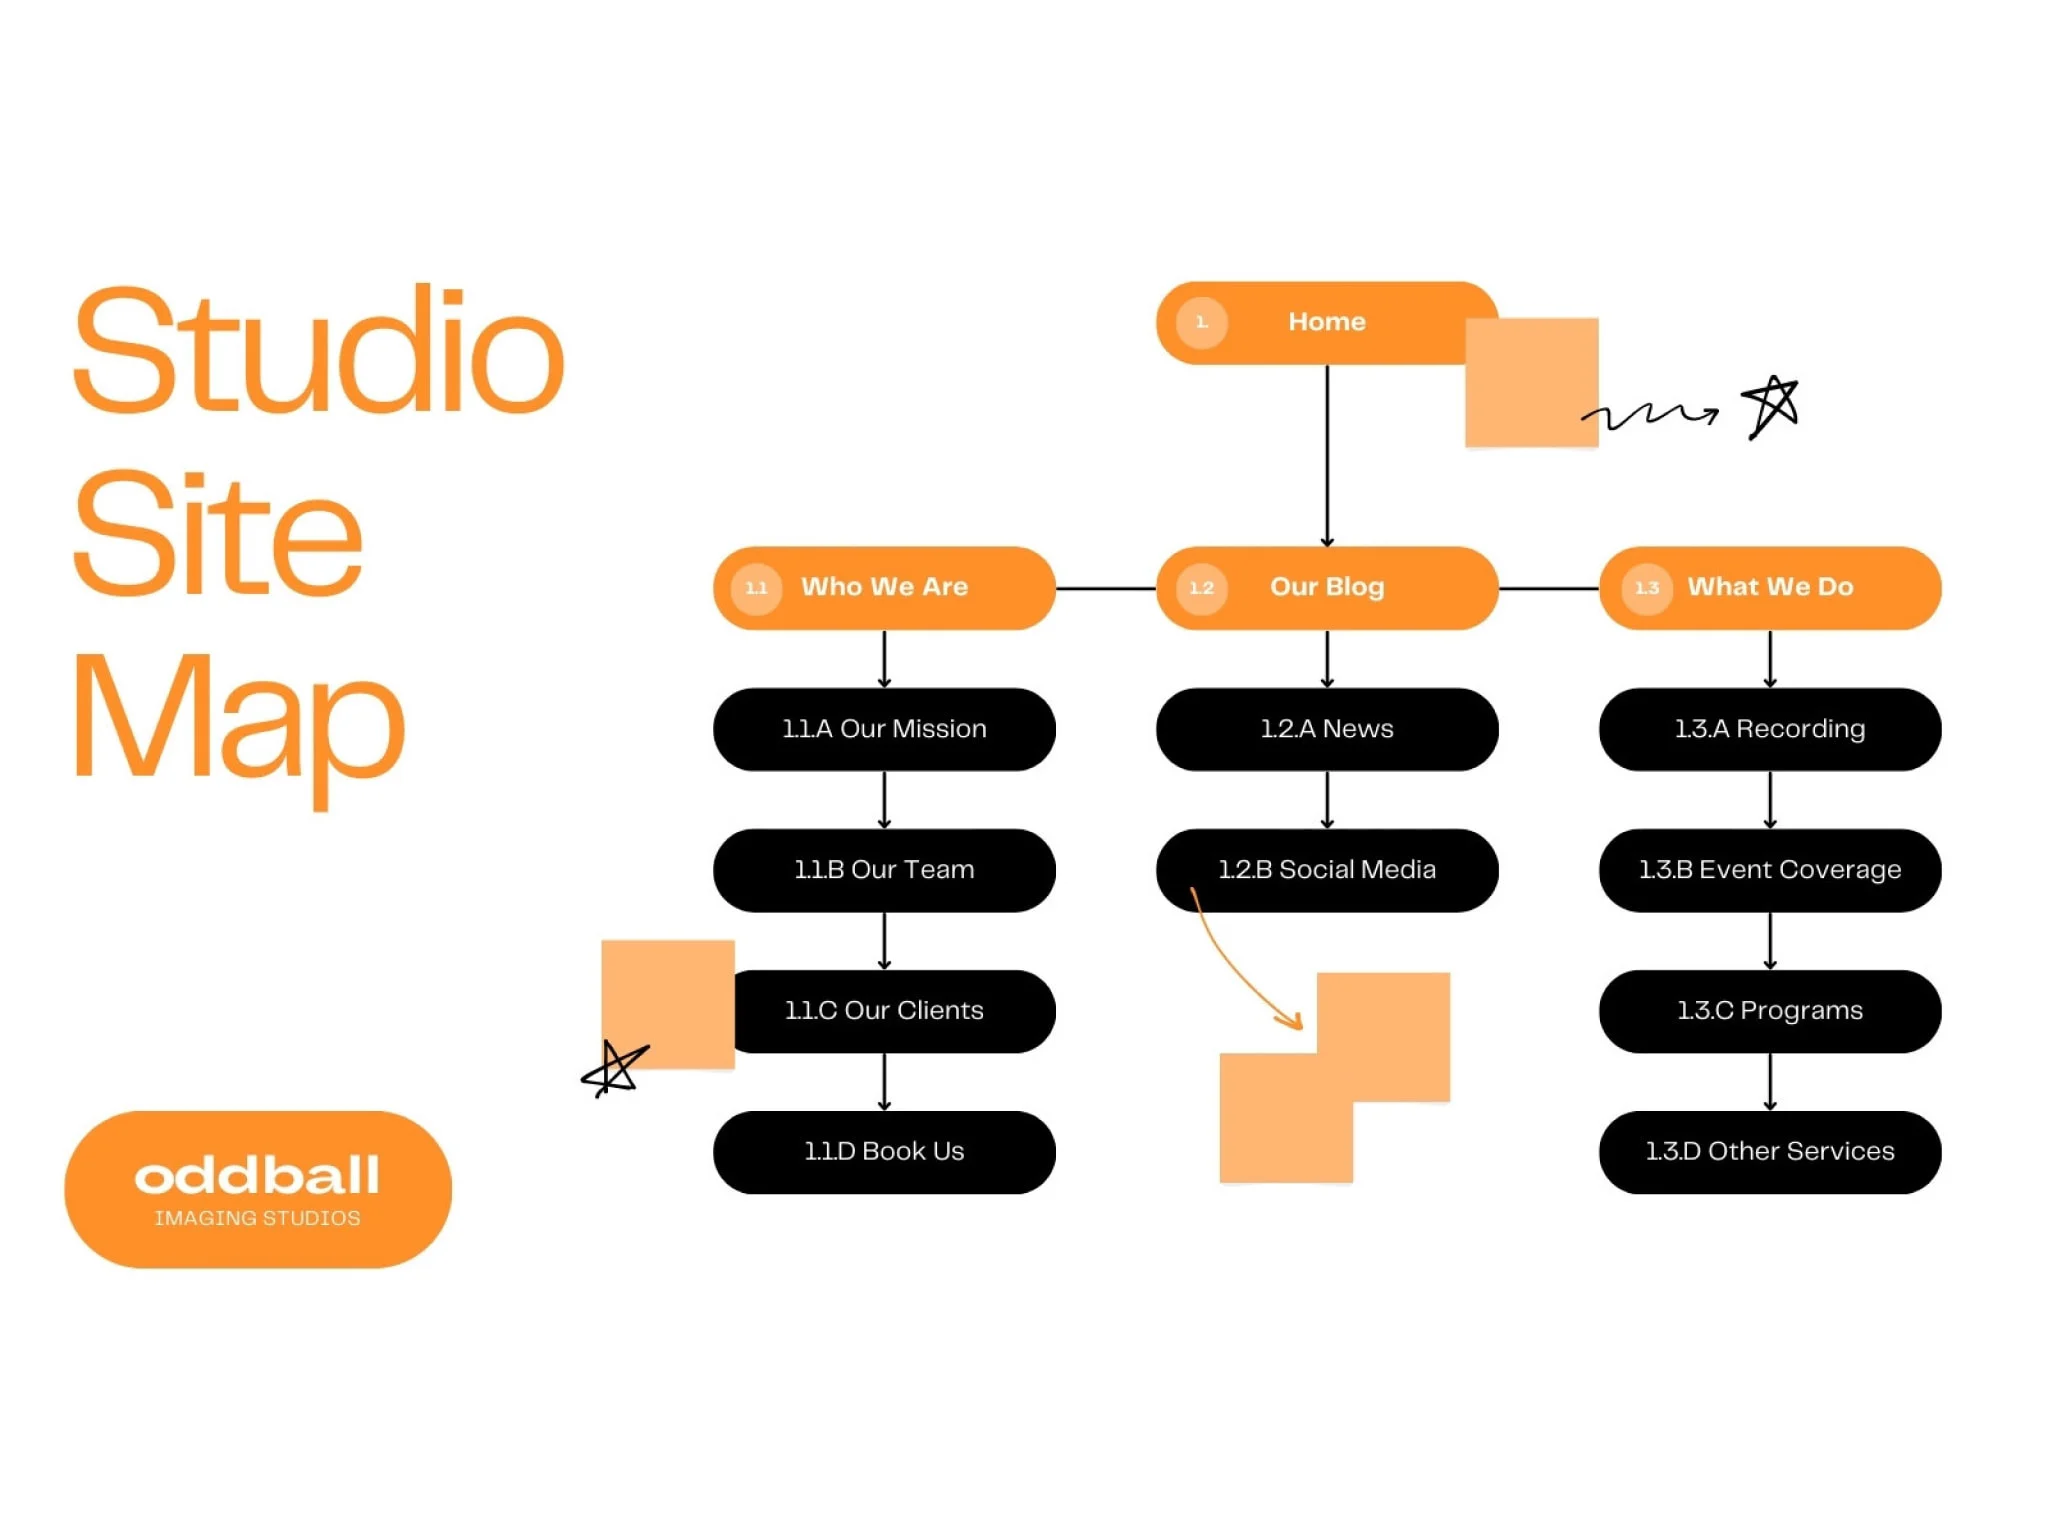 Studio
Site
Map
oddball
IMAGING STUDIOS
1. Home
1.1 Who We Are
1.1.A Our Mission
1.1.B Our Team
1.1.C Our Clients
1.1.D Book Us
1.2 Our Blog
1.2.A News
1.2.B Social Media
1.3 What We Do
1.3.A Recording
1.3.B Event Coverage
1.3.C Programs
1.3.D Other Services